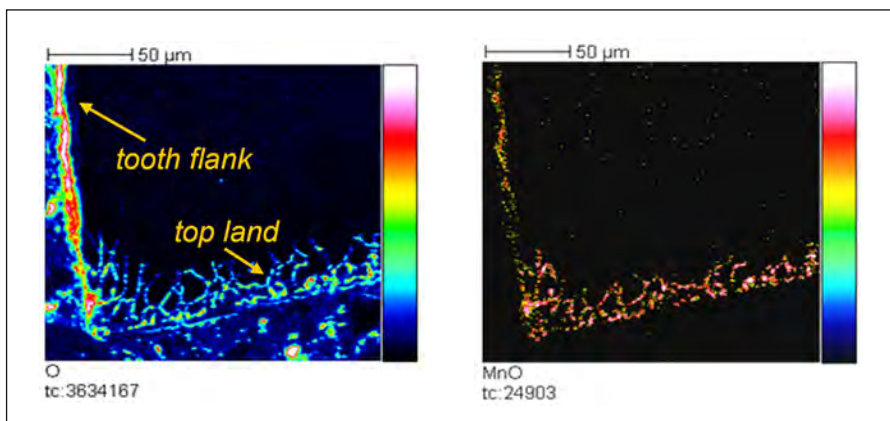 50 µm
tooth flank
top land
O
tc:3634167
50 µm
MnO
tc:24903